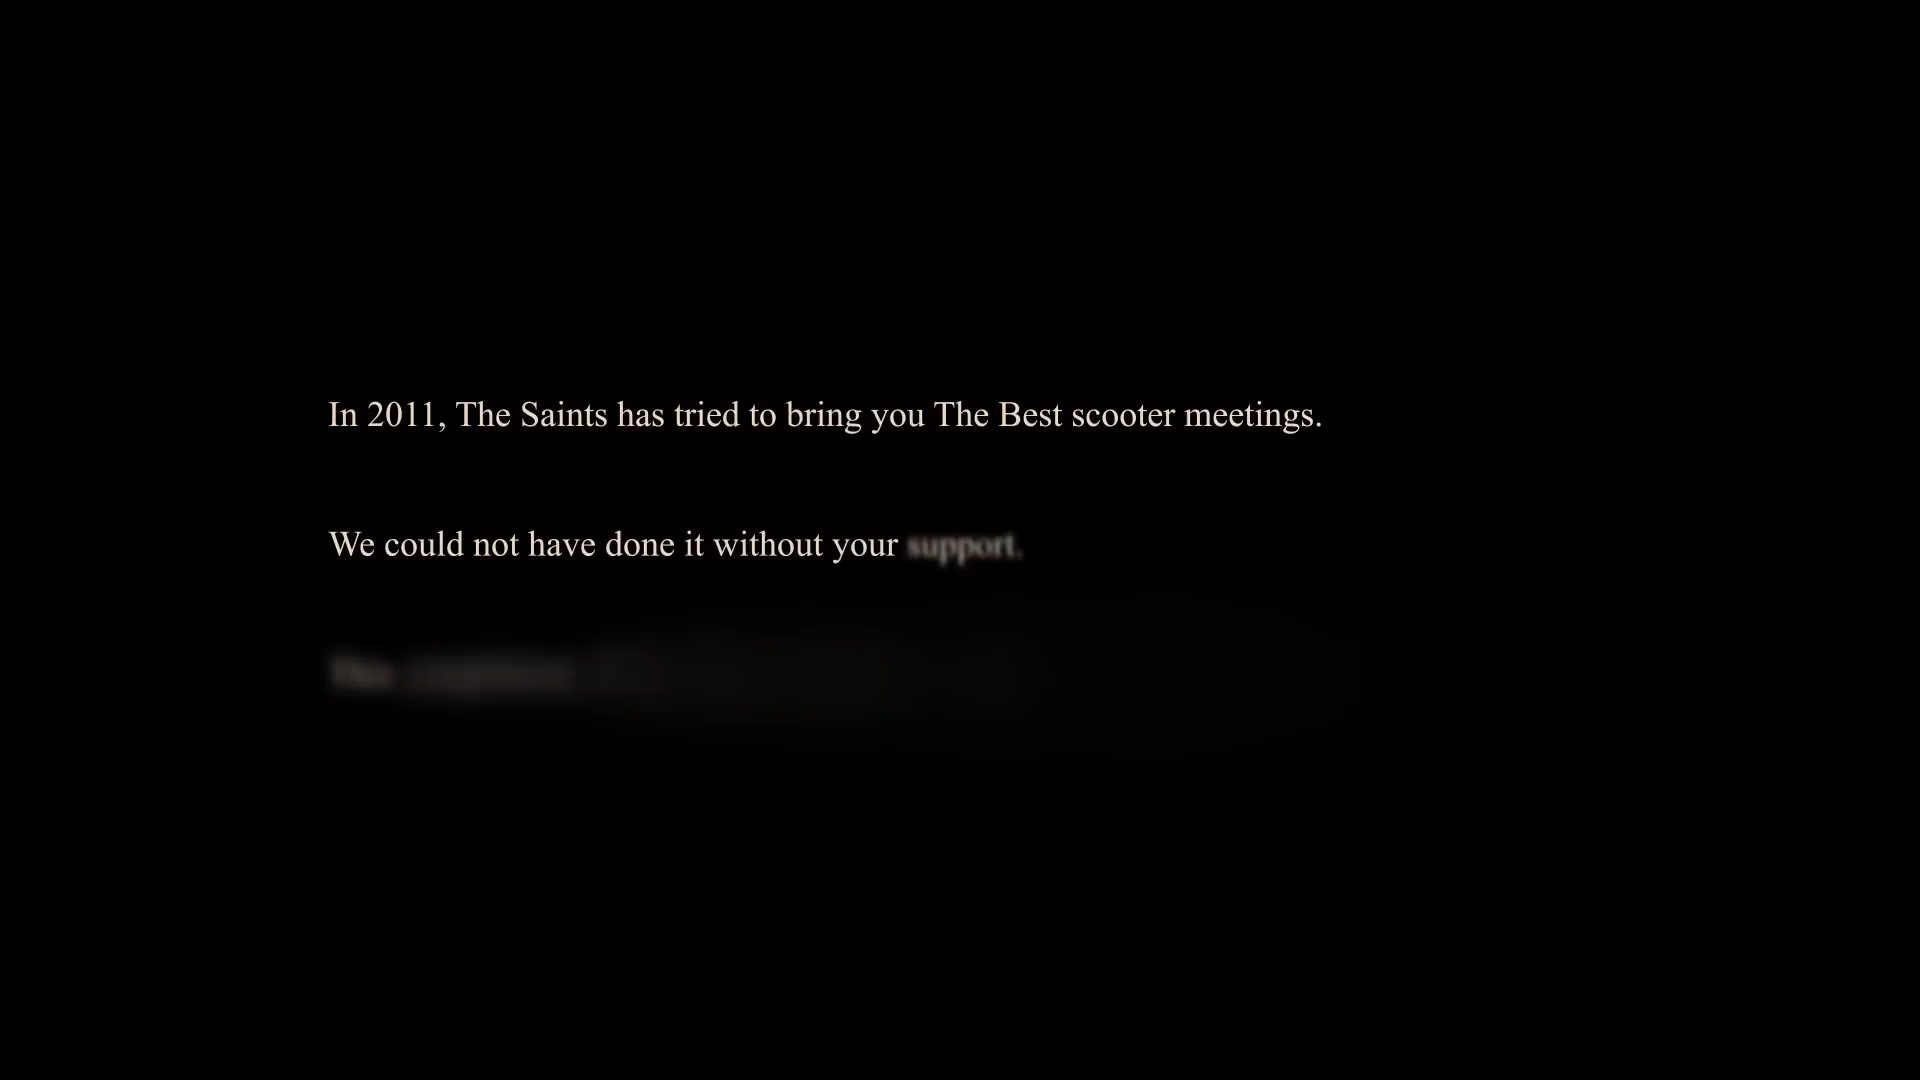 In 2011, The Saints has tried to bring you The Best scooter meetings.
We could not have done it without your support.